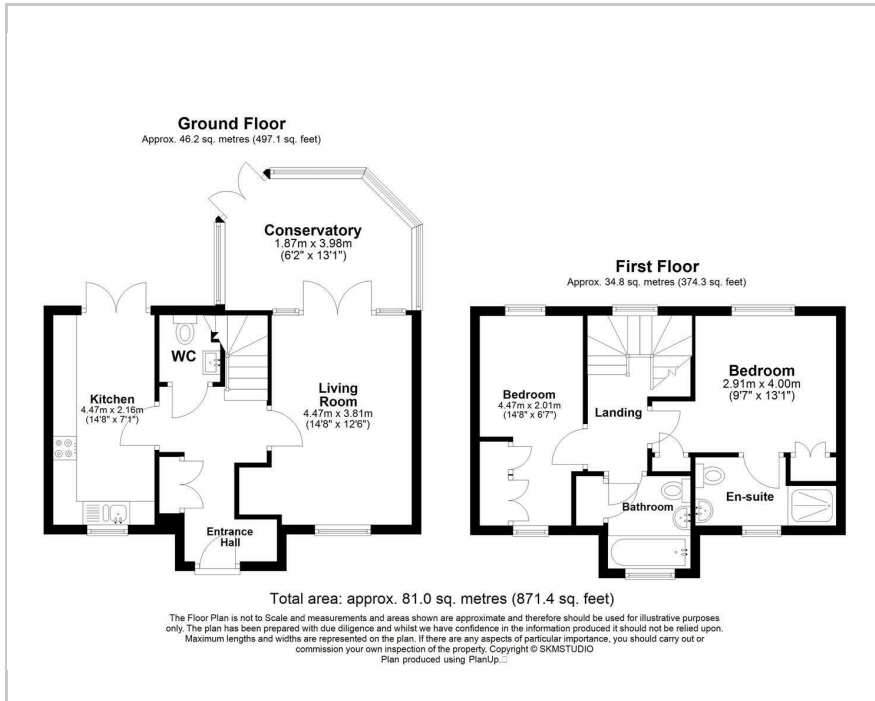 Ground Floor
Approx. 46.2 sq. metres (497.1 sq. feet)
Conservatory
1.87m x 3.98m
(6'2" x 13'1")
WC
Kitchen
4.47m x 2.16m
(14'8" x 7'1")
Living
Room
4.47m x 3.81m
(14'8" x 12'6")
Entrance
Hall
First Floor
Approx. 34.8 sq. metres (374.3 sq. feet)
Bedroom
4.47m x 2.01m
(14'8" x 6'7")
Landing
Bedroom
2.91m x 4.00m
(9'7" x 13'1")
Bathroom
En-suite
Total area: approx. 81.0 sq. metres (871.4 sq. feet)
The Floor Plan is not to Scale and measurements and areas shown are approximate and therefore should be used for illustrative purposes
only. The plan has been prepared with due diligence and whilst we have confidence in the information produced it should not be relied upon.
Maximum lengths and widths are represented on the plan. If there are any aspects of particular importance, you should carry out or
commission your own inspection of the property. Copyright © SKMSTUDIO
Plan produced using PlanUp.